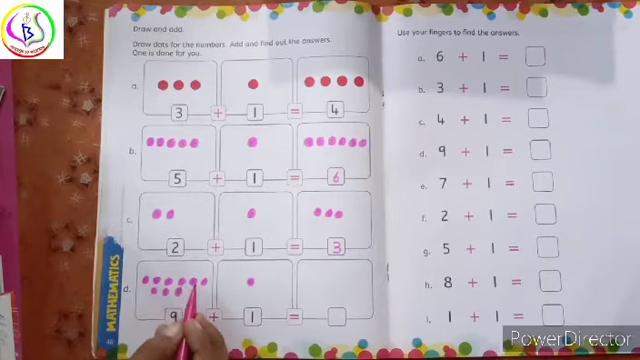 Draw and add.
Draw dots for the numbers. Add and find out the answers.
One is done for you.
a.
3 + 1 = 4
b.
5 + 1 = 6
c.
2 + 1 = 3
d.
9 + 1
MATHEMATICS
Use your fingers to find the answers.
a. 6 + 1 =
b. 3 + 1 =
c. 4 + 1 =
d. 9 + 1 =
e. 7 + 1 =
f. 2 + 1 =
g. 5 + 1 =
h. 8 + 1 =
i. 1 + 1 =
PowerDirector